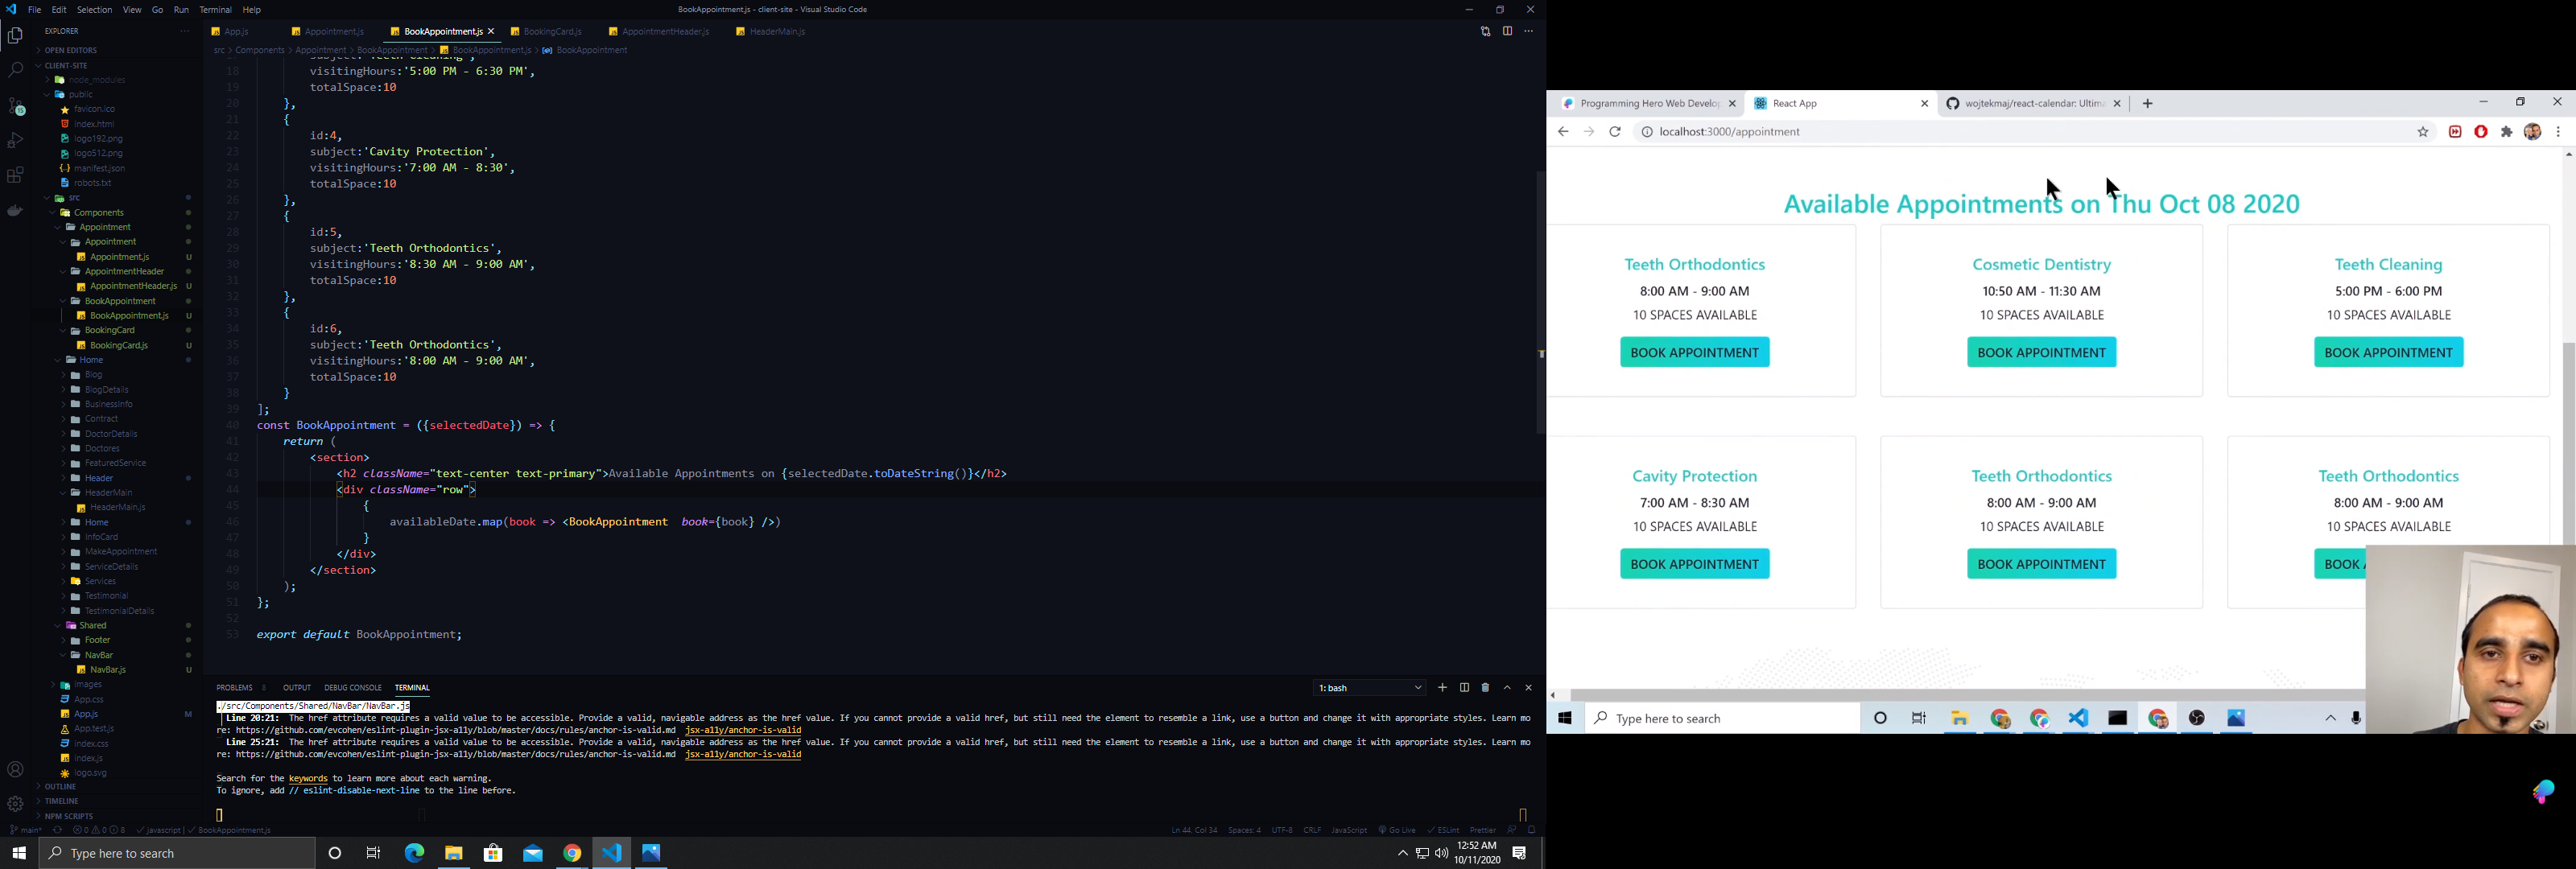 File Edit Selection View Go Run Terminal Help
BookAppointment.js - client-site - Visual Studio Code
EXPLORER
OPEN EDITORS
CLIENT-SITE
node_modules
public
favicon.ico
index.html
logo192.png
logo512.png
manifest.json
robots.txt
src
Components
Appointment
Appointment
Appointment.js U
AppointmentHeader
AppointmentHeader.js U
BookAppointment
BookAppointment.js U
BookingCard
BookingCard.js U
Home
Blog
BlogDetails
BusinessInfo
Contract
DoctorDetails
Doctores
FeaturedService
Header
HeaderMain
HeaderMain.js
Home
InfoCard
MakeAppointment
ServiceDetails
Services
Testimonial
TestimonialDetails
Shared
Footer
NavBar
NavBar.js U
images
App.css
App.js M
App.test.js
index.css
index.js
logo.svg
OUTLINE
TIMELINE
NPM SCRIPTS
App.js Appointment.js BookAppointment.js BookingCard.js AppointmentHeader.js HeaderMain.js
src > Components > Appointment > BookAppointment > BookAppointment.js > BookAppointment
18 visitingHours:'5:00 PM - 6:30 PM',
19 totalSpace:10
20 },
21 {
22 id:4,
23 subject:'Cavity Protection',
24 visitingHours:'7:00 AM - 8:30',
25 totalSpace:10
26 },
27 {
28 id:5,
29 subject:'Teeth Orthodontics',
30 visitingHours:'8:30 AM - 9:00 AM',
31 totalSpace:10
32 },
33 {
34 id:6,
35 subject:'Teeth Orthodontics',
36 visitingHours:'8:00 AM - 9:00 AM',
37 totalSpace:10
38 }
39 ];
40 const BookAppointment = ({selectedDate}) => {
41 return (
42 <section>
43 <h2 className="text-center text-primary">Available Appointments on {selectedDate.toDateString()}</h2>
44 <div className="row">
45 {
46 availableDate.map(book => <BookAppointment book={book} />)
47 }
48 </div>
49 </section>
50 );
51 };
52
53 export default BookAppointment;
PROBLEMS 8 OUTPUT DEBUG CONSOLE TERMINAL
1: bash
./src/Components/Shared/NavBar/NavBar.js
Line 20:21: The href attribute requires a valid value to be accessible. Provide a valid, navigable address as the href value. If you cannot provide a valid href, but still need the element to resemble a link, use a button and change it with appropriate styles. Learn mo
re: https://github.com/evcohen/eslint-plugin-jsx-a11y/blob/master/docs/rules/anchor-is-valid.md jsx-a11y/anchor-is-valid
Line 25:21: The href attribute requires a valid value to be accessible. Provide a valid, navigable address as the href value. If you cannot provide a valid href, but still need the element to resemble a link, use a button and change it with appropriate styles. Learn mo
re: https://github.com/evcohen/eslint-plugin-jsx-a11y/blob/master/docs/rules/anchor-is-valid.md jsx-a11y/anchor-is-valid
Search for the keywords to learn more about each warning.
To ignore, add // eslint-disable-next-line to the line before.
main* 0 0 8 javascript | BookAppointment.js
Ln 44, Col 34 Spaces: 4 UTF-8 CRLF JavaScript Go Live ESLint Prettier
Type here to search
12:52 AM
10/11/2020
Programming Hero Web Develop React App wojtekmaj/react-calendar: Ultima
localhost:3000/appointment
Available Appointments on Thu Oct 08 2020
Teeth Orthodontics
8:00 AM - 9:00 AM
10 SPACES AVAILABLE
BOOK APPOINTMENT
Cosmetic Dentistry
10:50 AM - 11:30 AM
10 SPACES AVAILABLE
BOOK APPOINTMENT
Teeth Cleaning
5:00 PM - 6:00 PM
10 SPACES AVAILABLE
BOOK APPOINTMENT
Cavity Protection
7:00 AM - 8:30 AM
10 SPACES AVAILABLE
BOOK APPOINTMENT
Teeth Orthodontics
8:00 AM - 9:00 AM
10 SPACES AVAILABLE
BOOK APPOINTMENT
Teeth Orthodontics
8:00 AM - 9:00 AM
10 SPACES AVAILABLE
BOOK
Type here to search